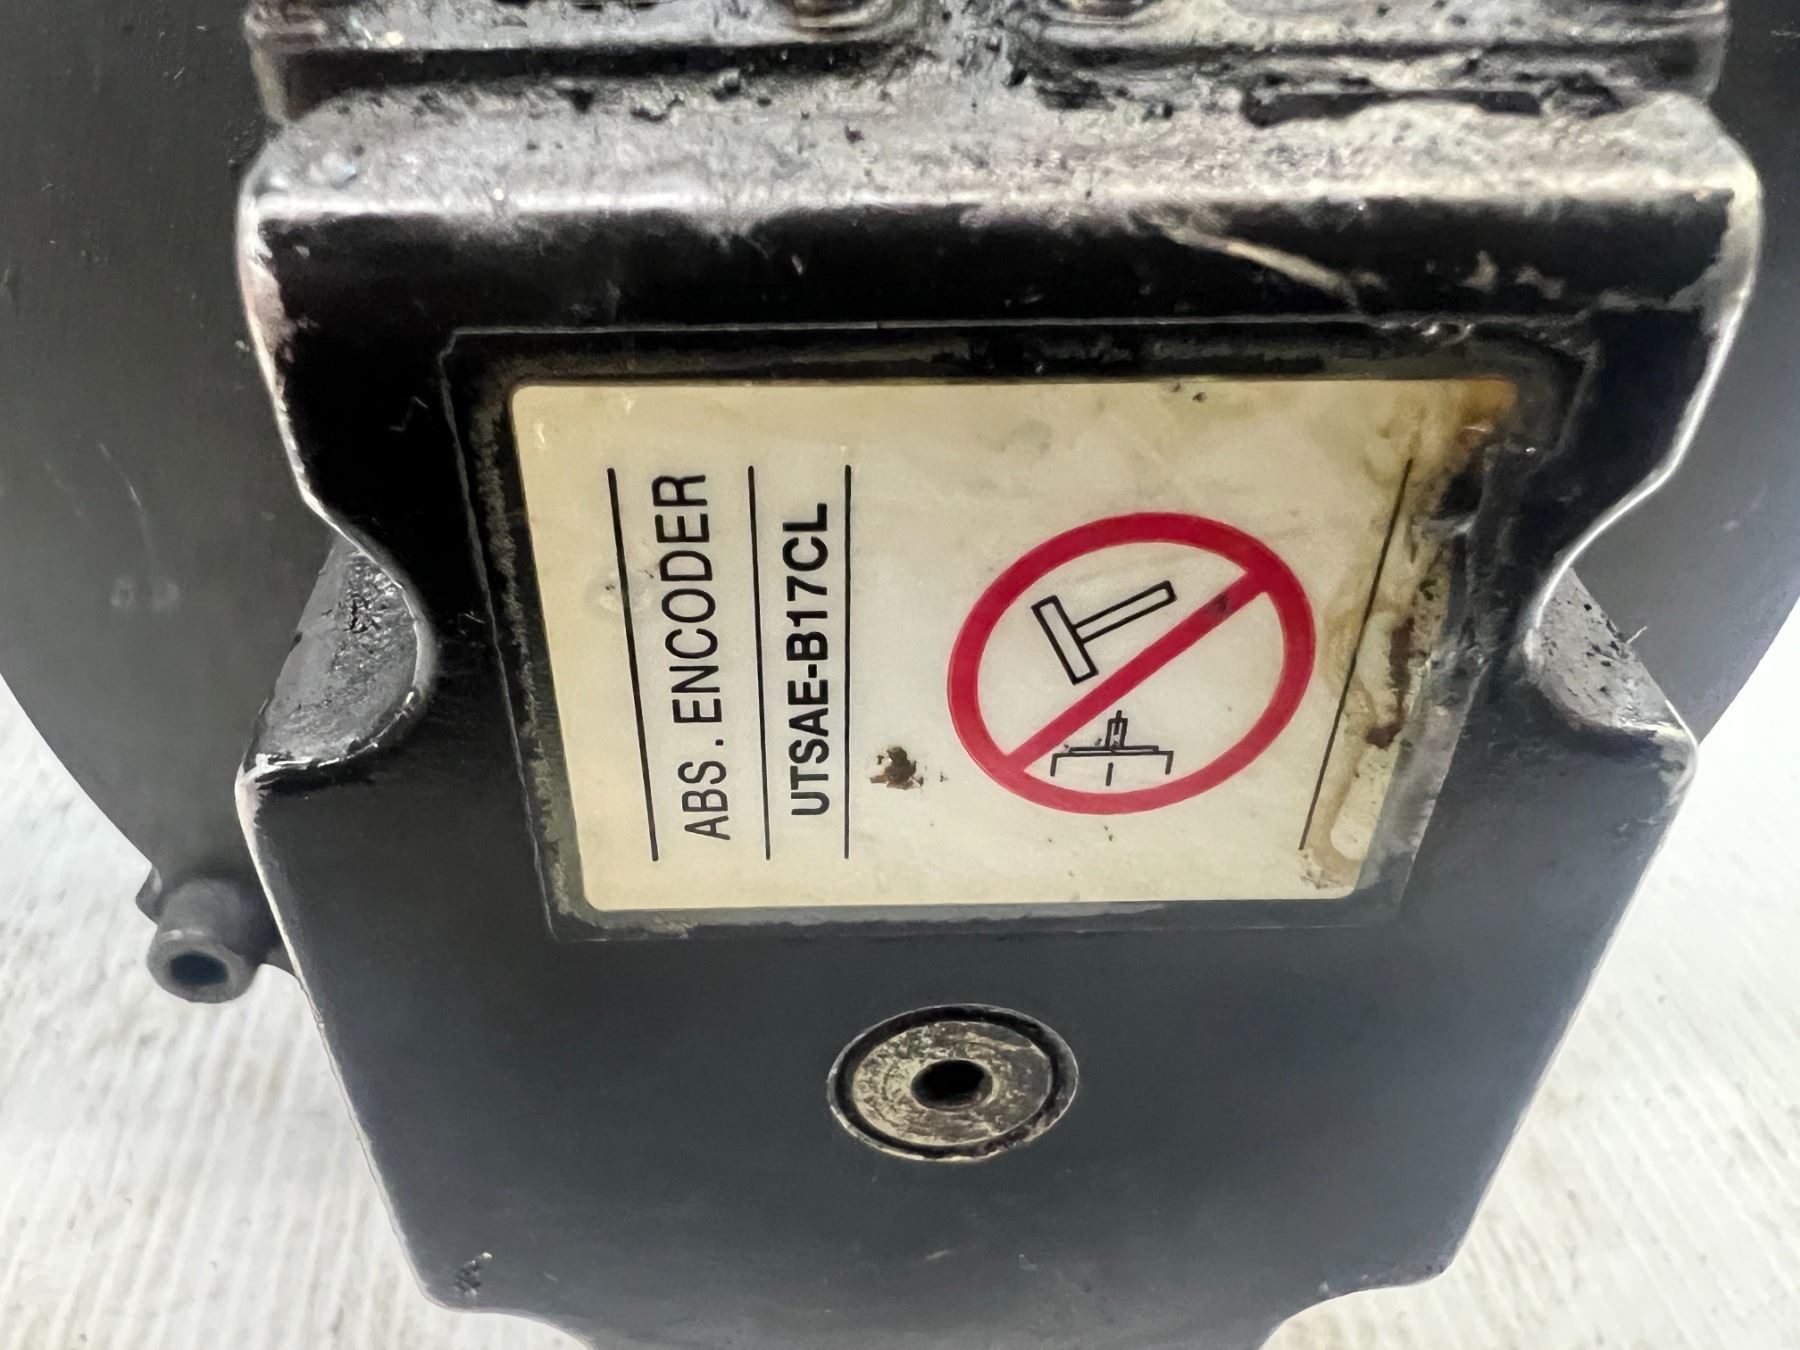 ABS. ENCODER
UTSAE-B17CL